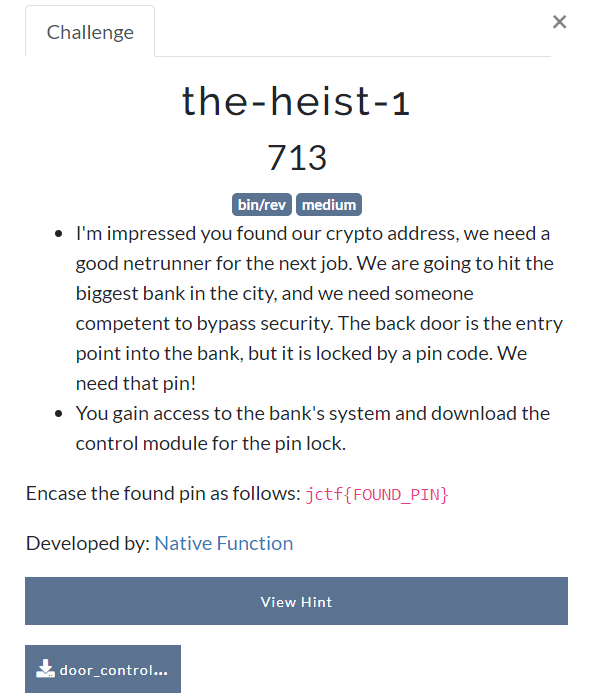 Challenge
×
the-heist-1
713
bin/rev medium
• I'm impressed you found our crypto address, we need a
good netrunner for the next job. We are going to hit the
biggest bank in the city, and we need someone
competent to bypass security. The back door is the entry
point into the bank, but it is locked by a pin code. We
need that pin!
• You gain access to the bank's system and download the
control module for the pin lock.
Encase the found pin as follows: jctf{FOUND_PIN}
Developed by: Native Function
View Hint
door_control...